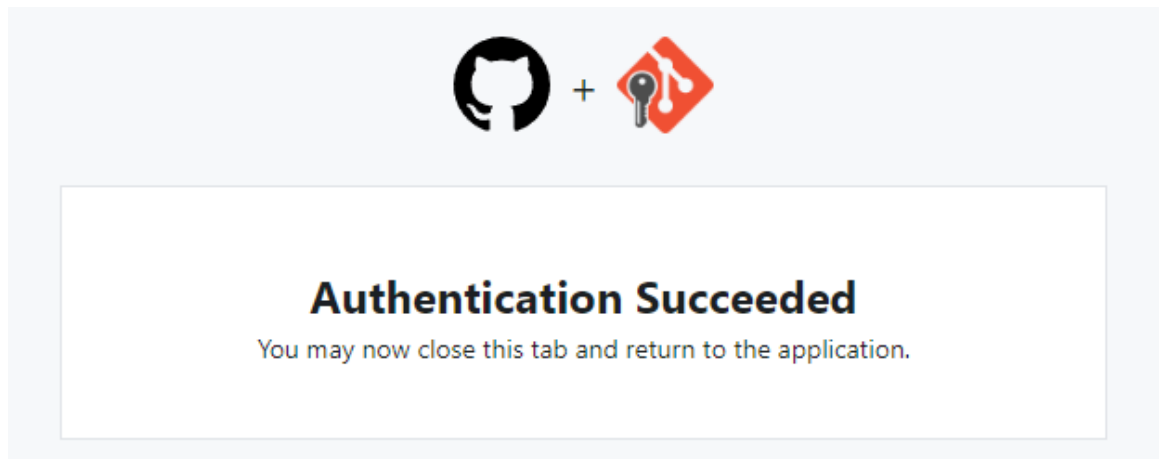 +
Authentication Succeeded
You may now close this tab and return to the application.